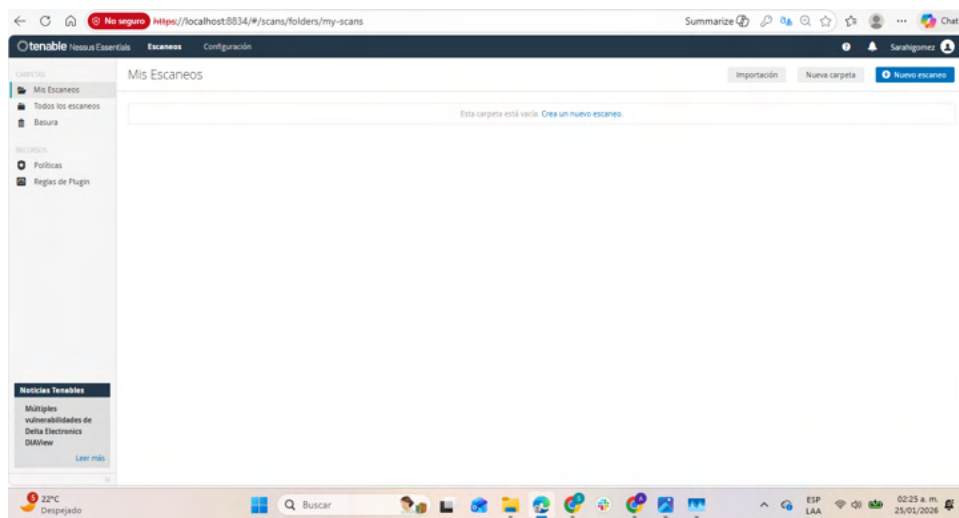 No seguro https://localhost:8834/#/scans/folders/my-scans Summarize Chat
tenable Nessus Essentials Escaneos Configuración Sarahigomez
CARPETAS
Mis Escaneos Importación Nueva carpeta Nuevo escaneo
Mis Escaneos
Todos los escaneos
Basura
Esta carpeta está vacía. Crea un nuevo escaneo.
RECURSOS
Políticas
Reglas de Plugin
Noticias Tenables
Múltiples
vulnerabilidades de
Delta Electronics
DIAView
Leer más
22°C
Despejado
Buscar
ESP
LAA
02:25 a. m.
25/01/2026